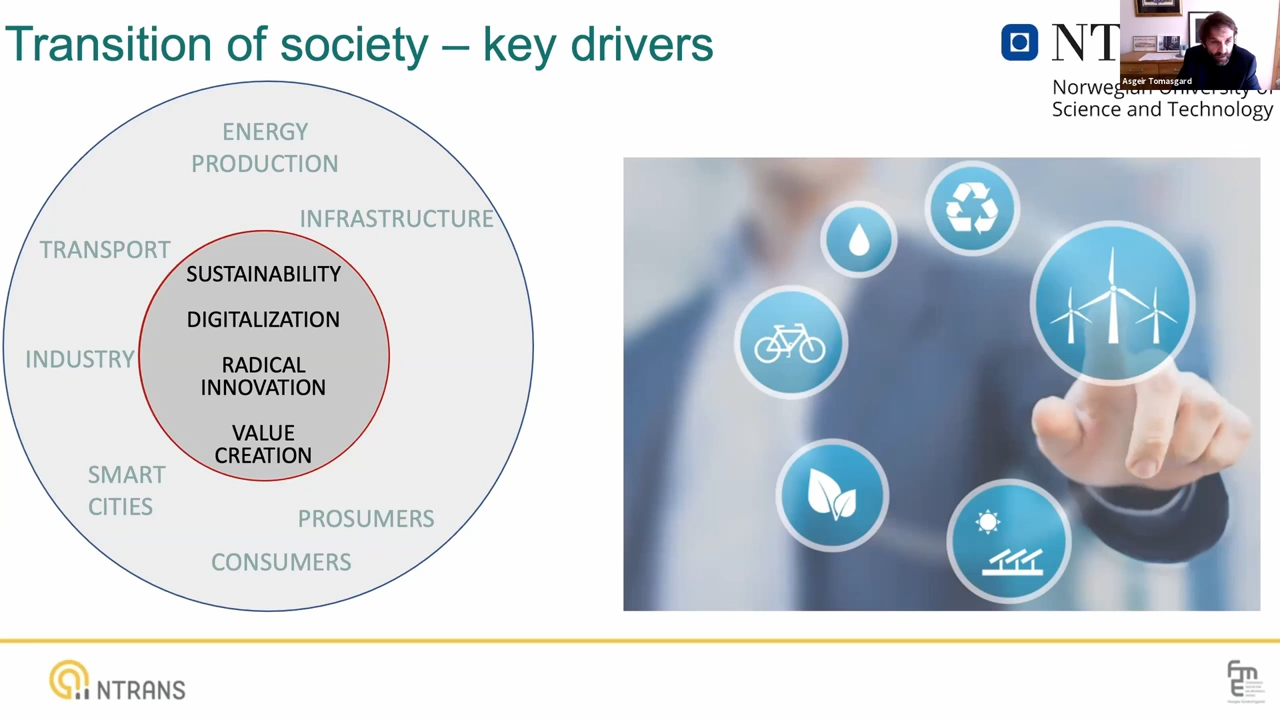 Transition of society – key drivers
NT
Asgeir Tomasgard
Norwegian University of
Science and Technology
ENERGY
PRODUCTION
INFRASTRUCTURE
TRANSPORT
SUSTAINABILITY
DIGITALIZATION
INDUSTRY
RADICAL
INNOVATION
VALUE
CREATION
SMART
CITIES
PROSUMERS
CONSUMERS
NTRANS
FME